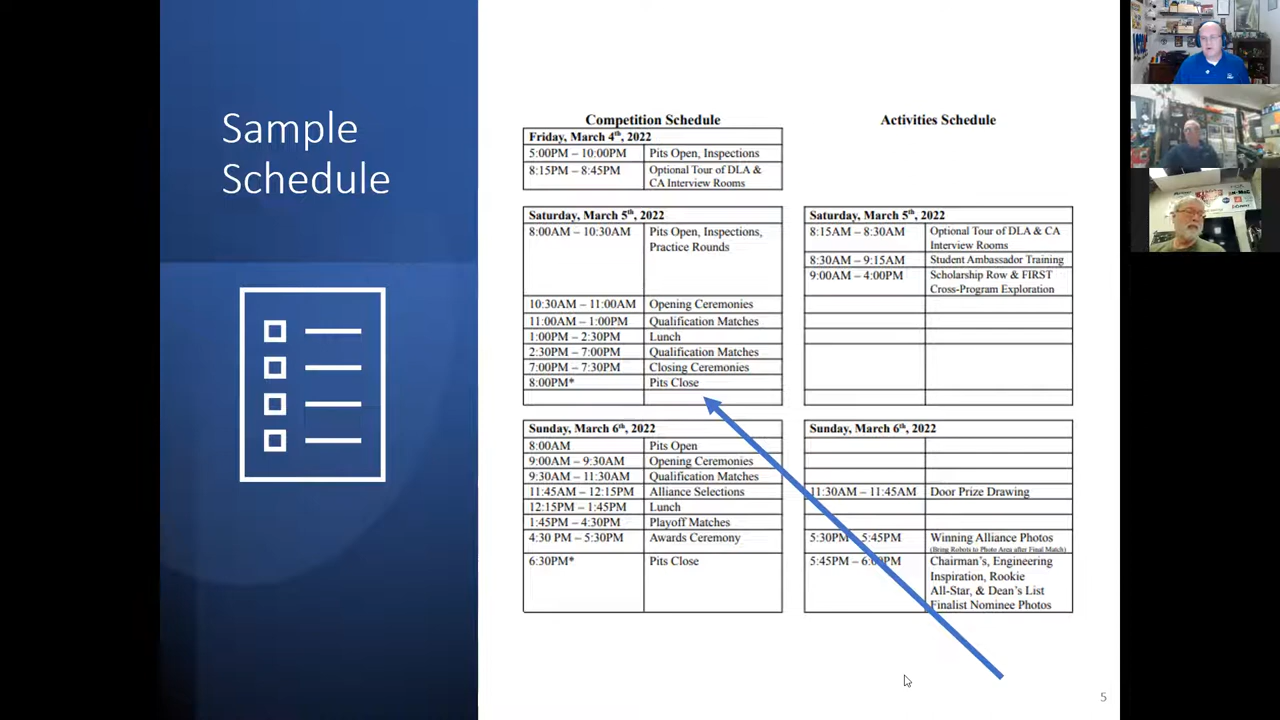 Sample
Schedule
Competition Schedule
Friday, March 4th, 2022
5:00PM – 10:00PM Pits Open, Inspections
8:15PM – 8:45PM Optional Tour of DLA &
CA Interview Rooms
Saturday, March 5th, 2022
8:00AM – 10:30AM Pits Open, Inspections,
Practice Rounds
10:30AM – 11:00AM Opening Ceremonies
11:00AM – 1:00PM Qualification Matches
1:00PM – 2:30PM Lunch
2:30PM – 7:00PM Qualification Matches
7:00PM – 7:30PM Closing Ceremonies
8:00PM* Pits Close
Sunday, March 6th, 2022
8:00AM Pits Open
9:00AM – 9:30AM Opening Ceremonies
9:30AM – 11:30AM Qualification Matches
11:45AM – 12:15PM Alliance Selections
12:15PM – 1:45PM Lunch
1:45PM – 4:30PM Playoff Matches
4:30 PM – 5:30PM Awards Ceremony
6:30PM* Pits Close
Activities Schedule
Saturday, March 5th, 2022
8:15AM – 8:30AM Optional Tour of DLA & CA
Interview Rooms
8:30AM – 9:15AM Student Ambassador Training
9:00AM – 4:00PM Scholarship Row & FIRST
Cross-Program Exploration
Sunday, March 6th, 2022
11:30AM – 11:45AM Door Prize Drawing
5:30PM – 5:45PM Winning Alliance Photos
(Bring Robots to Photo Area after Final Match)
5:45PM – 6:00PM Chairman’s, Engineering
Inspiration, Rookie
All-Star, & Dean’s List
Finalist Nominee Photos
5